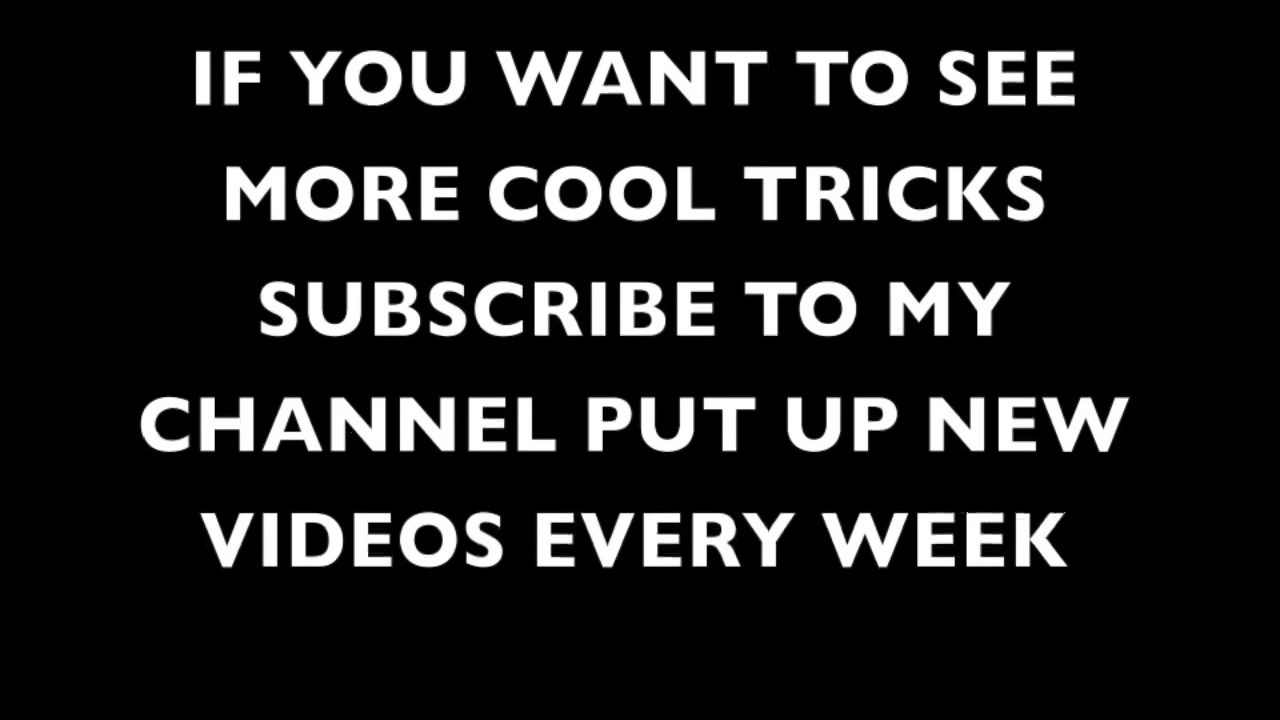 IF YOU WANT TO SEE
MORE COOL TRICKS
SUBSCRIBE TO MY
CHANNEL PUT UP NEW
VIDEOS EVERY WEEK